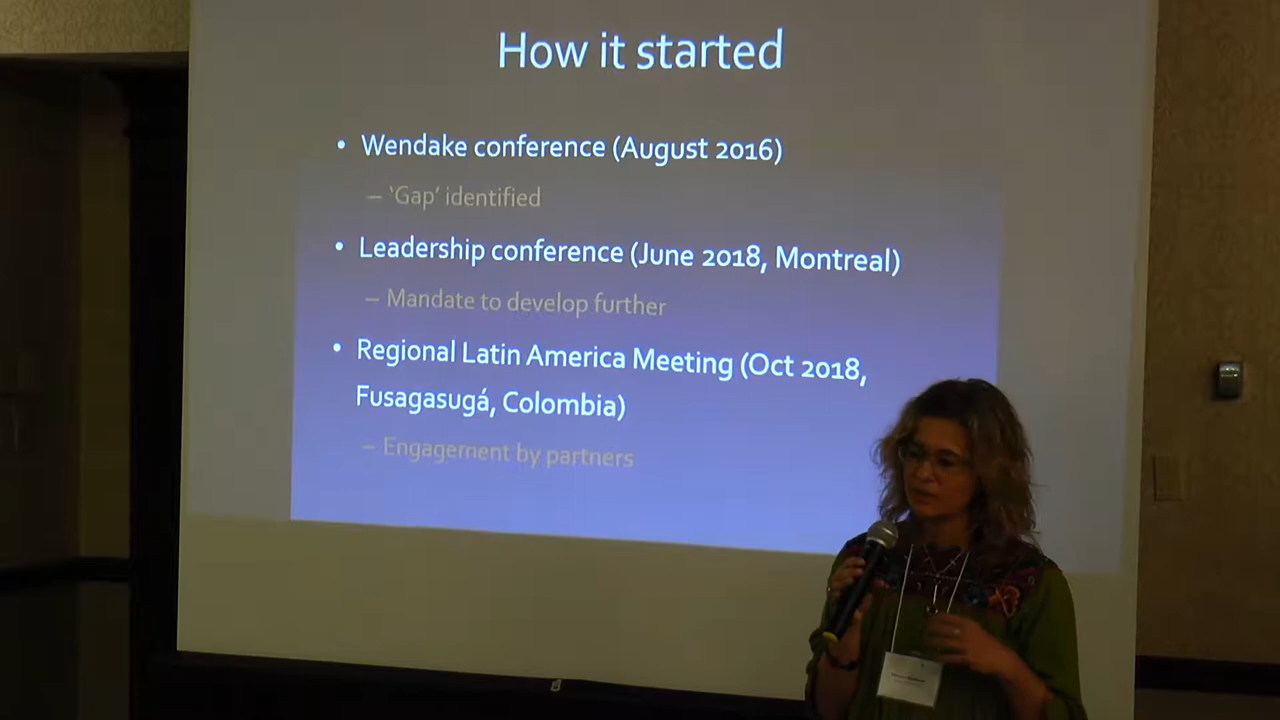 How it started
• Wendake conference (August 2016)
– ‘Gap’ identified
• Leadership conference (June 2018, Montreal)
– Mandate to develop further
• Regional Latin America Meeting (Oct 2018,
Fusagasugá, Colombia)
– Engagement by partners